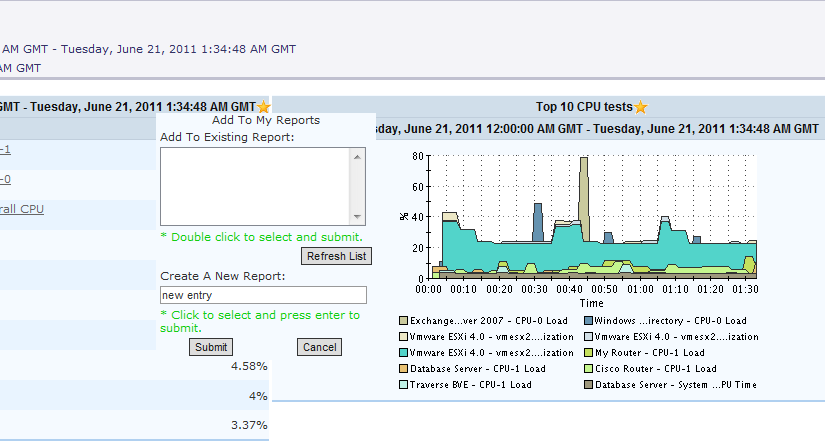 AM GMT - Tuesday, June 21, 2011 1:34:48 AM GMT
AM GMT
GMT - Tuesday, June 21, 2011 1:34:48 AM GMT
Top 10 CPU tests
Add To My Reports
sday, June 21, 2011 12:00:00 AM GMT - Tuesday, June 21, 2011 1:34:48 AM GMT
Add To Existing Report:
-1
-0
rall CPU
* Double click to select and submit.
Refresh List
Create A New Report:
new entry
* Click to select and press enter to
submit.
Submit
Cancel
4.58%
4%
3.37%
80
60
%
40
20
0
00:00 00:10 00:20 00:30 00:40 00:50 01:00 01:10 01:20 01:30
Time
Exchange...ver 2007 - CPU-0 Load
Windows ...irectory - CPU-0 Load
Vmware ESXi 4.0 - vmesx2....ization
Vmware ESXi 4.0 - vmesx2....ization
Vmware ESXi 4.0 - vmesx2....ization
My Router - CPU-1 Load
Database Server - CPU-1 Load
Cisco Router - CPU-1 Load
Traverse BVE - CPU-1 Load
Database Server - System ...PU Time